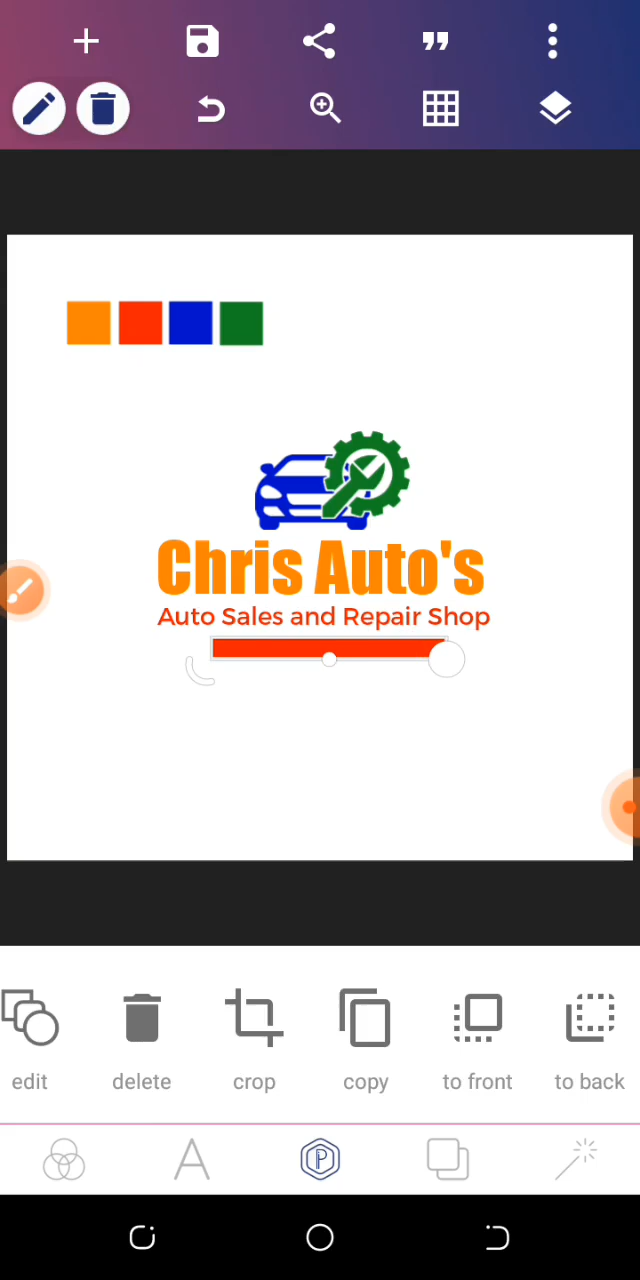 Chris Auto's
Auto Sales and Repair Shop
edit
delete
crop
copy
to front
to back